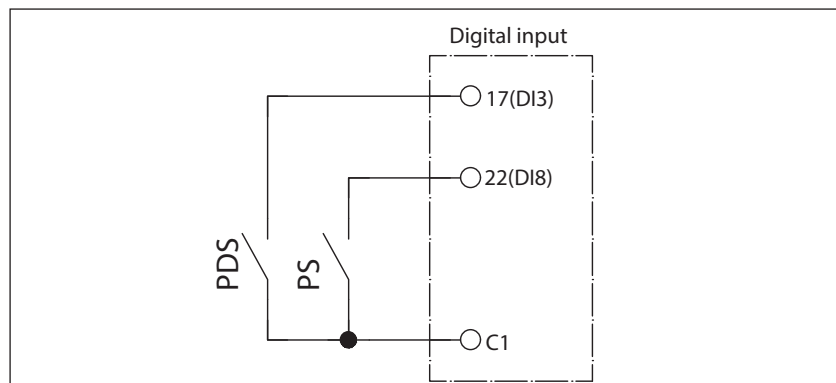 Digital input
17(DI3)
22(DI8)
PDS
PS
C1